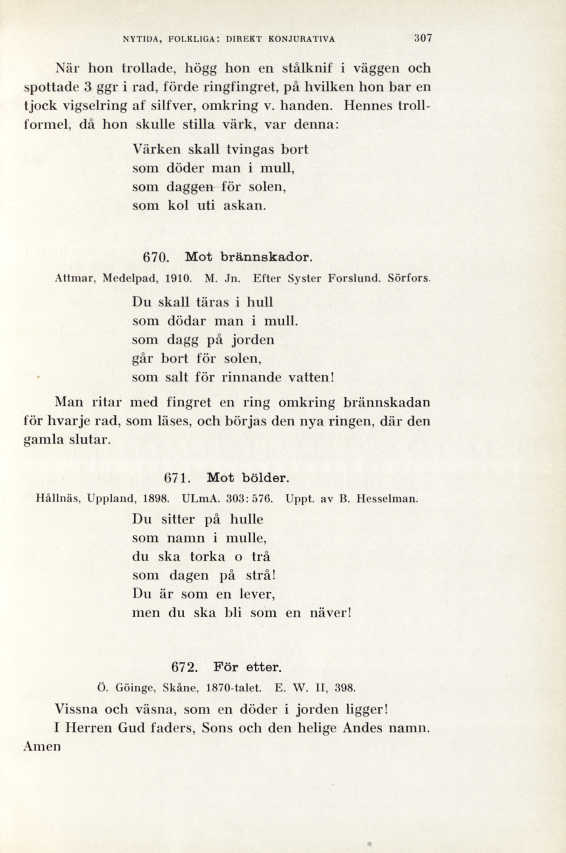 NYTIDA, FOLKLIGA: DIREKT KONJURATIVA 307
När hon trollade, högg hon en stålknif i väggen och
spottade 3 ggr i rad, förde ringfingret, på hvilken hon bar en
tjock vigselring af silfver, omkring v. handen. Hennes troll-
formel, då hon skulle stilla värk, var denna:
Värken skall tvingas bort
som döder man i mull,
som daggen för solen,
som kol uti askan.
670. Mot brännskador.
Attmar, Medelpad, 1910. M. Jn. Efter Syster Forslund. Sörfors.
Du skall täras i hull
som dödar man i mull.
som dagg på jorden
går bort för solen,
som salt för rinnande vatten!
Man ritar med fingret en ring omkring brännskadan
för hvarje rad, som läses, och börjas den nya ringen, där den
gamla slutar.
671. Mot bölder.
Hållnäs, Uppland, 1898. ULmA. 303: 576. Uppt. av B. Hesselman.
Du sitter på hulle
som namn i mulle,
du ska torka o trå
som dagen på strå!
Du är som en lever,
men du ska bli som en näver!
672. För etter.
Ö. Göinge, Skåne, 1870-talet. E. W. II, 398.
Vissna och väsna, som en döder i jorden ligger!
I Herren Gud faders, Sons och den helige Andes namn.
Amen